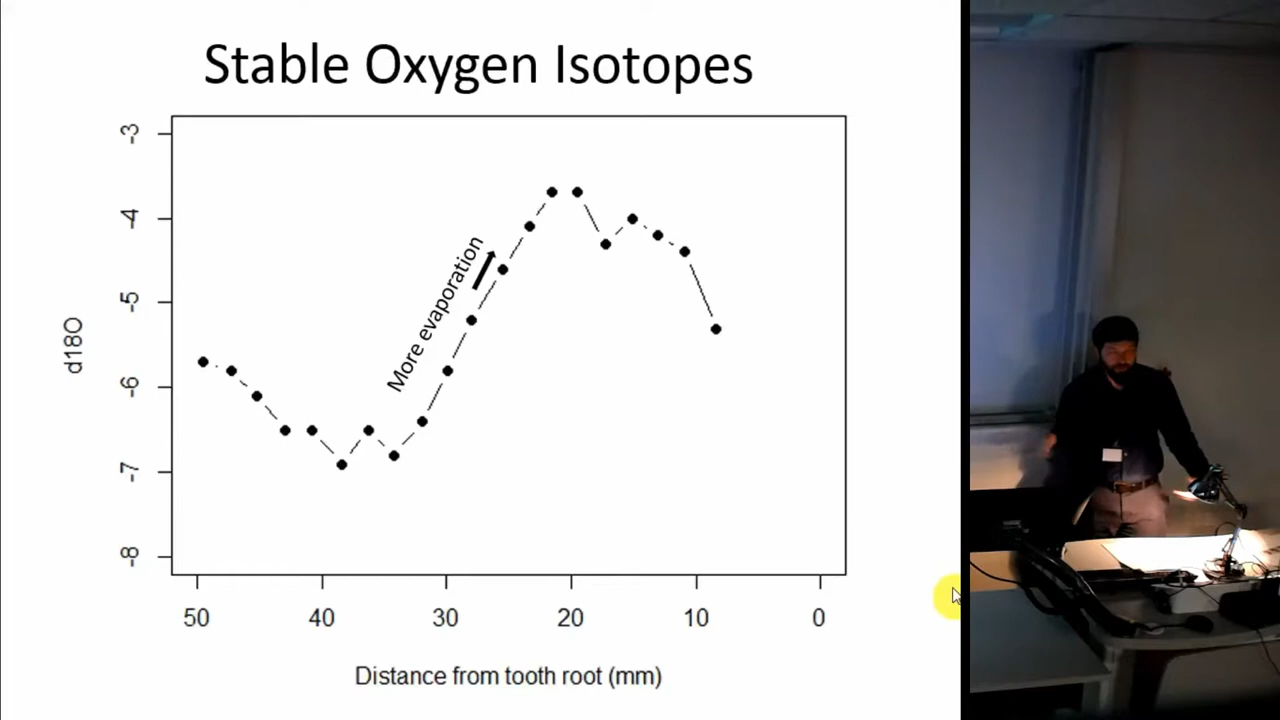 Stable Oxygen Isotopes
-3
-4
-5
-6
-7
-8
d18O
More evaporation
50 40 30 20 10 0
Distance from tooth root (mm)